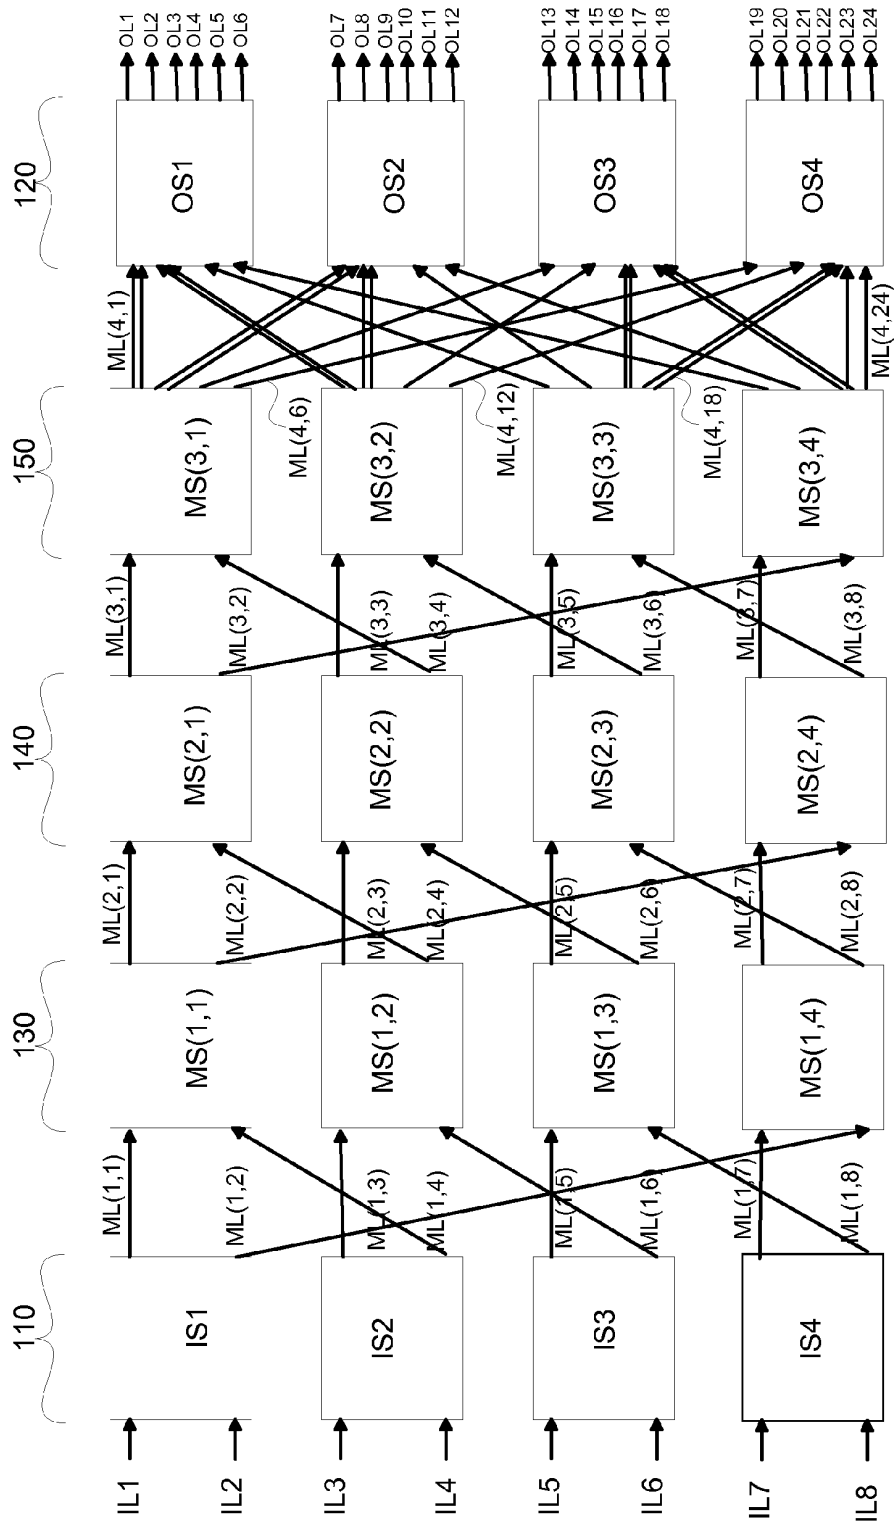 110
130
140
150
120
IL1
IL2
IL3
IL4
IL5
IL6
IL7
IL8
IS1
IS2
IS3
IS4
ML(1,1)
ML(1,2)
ML(1,3)
ML(1,4)
ML(1,5)
ML(1,6)
ML(1,7)
ML(1,8)
MS(1,1)
MS(1,2)
MS(1,3)
MS(1,4)
ML(2,1)
ML(2,2)
ML(2,3)
ML(2,4)
ML(2,5)
ML(2,6)
ML(2,7)
ML(2,8)
MS(2,1)
MS(2,2)
MS(2,3)
MS(2,4)
ML(3,1)
ML(3,2)
ML(3,3)
ML(3,4)
ML(3,5)
ML(3,6)
ML(3,7)
ML(3,8)
MS(3,1)
MS(3,2)
MS(3,3)
MS(3,4)
ML(4,1)
ML(4,6)
ML(4,12)
ML(4,18)
ML(4,24)
OS1
OS2
OS3
OS4
OL1
OL2
OL3
OL4
OL5
OL6
OL7
OL8
OL9
OL10
OL11
OL12
OL13
OL14
OL15
OL16
OL17
OL18
OL19
OL20
OL21
OL22
OL23
OL24